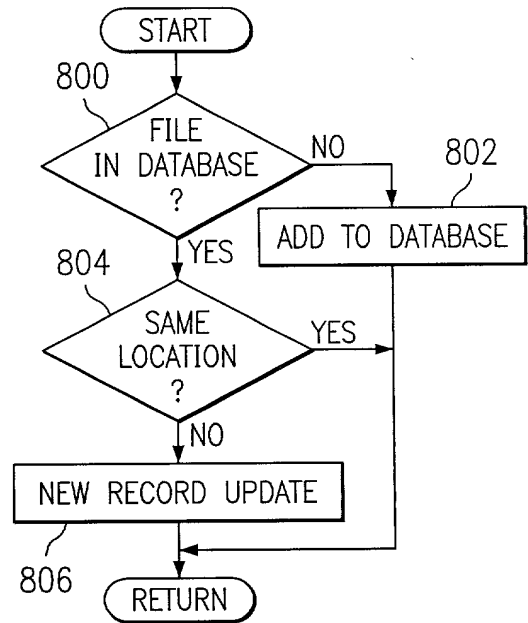 START
800
FILE
IN DATABASE
?
NO
802
ADD TO DATABASE
YES
804
SAME
LOCATION
?
YES
NO
NEW RECORD UPDATE
806
RETURN